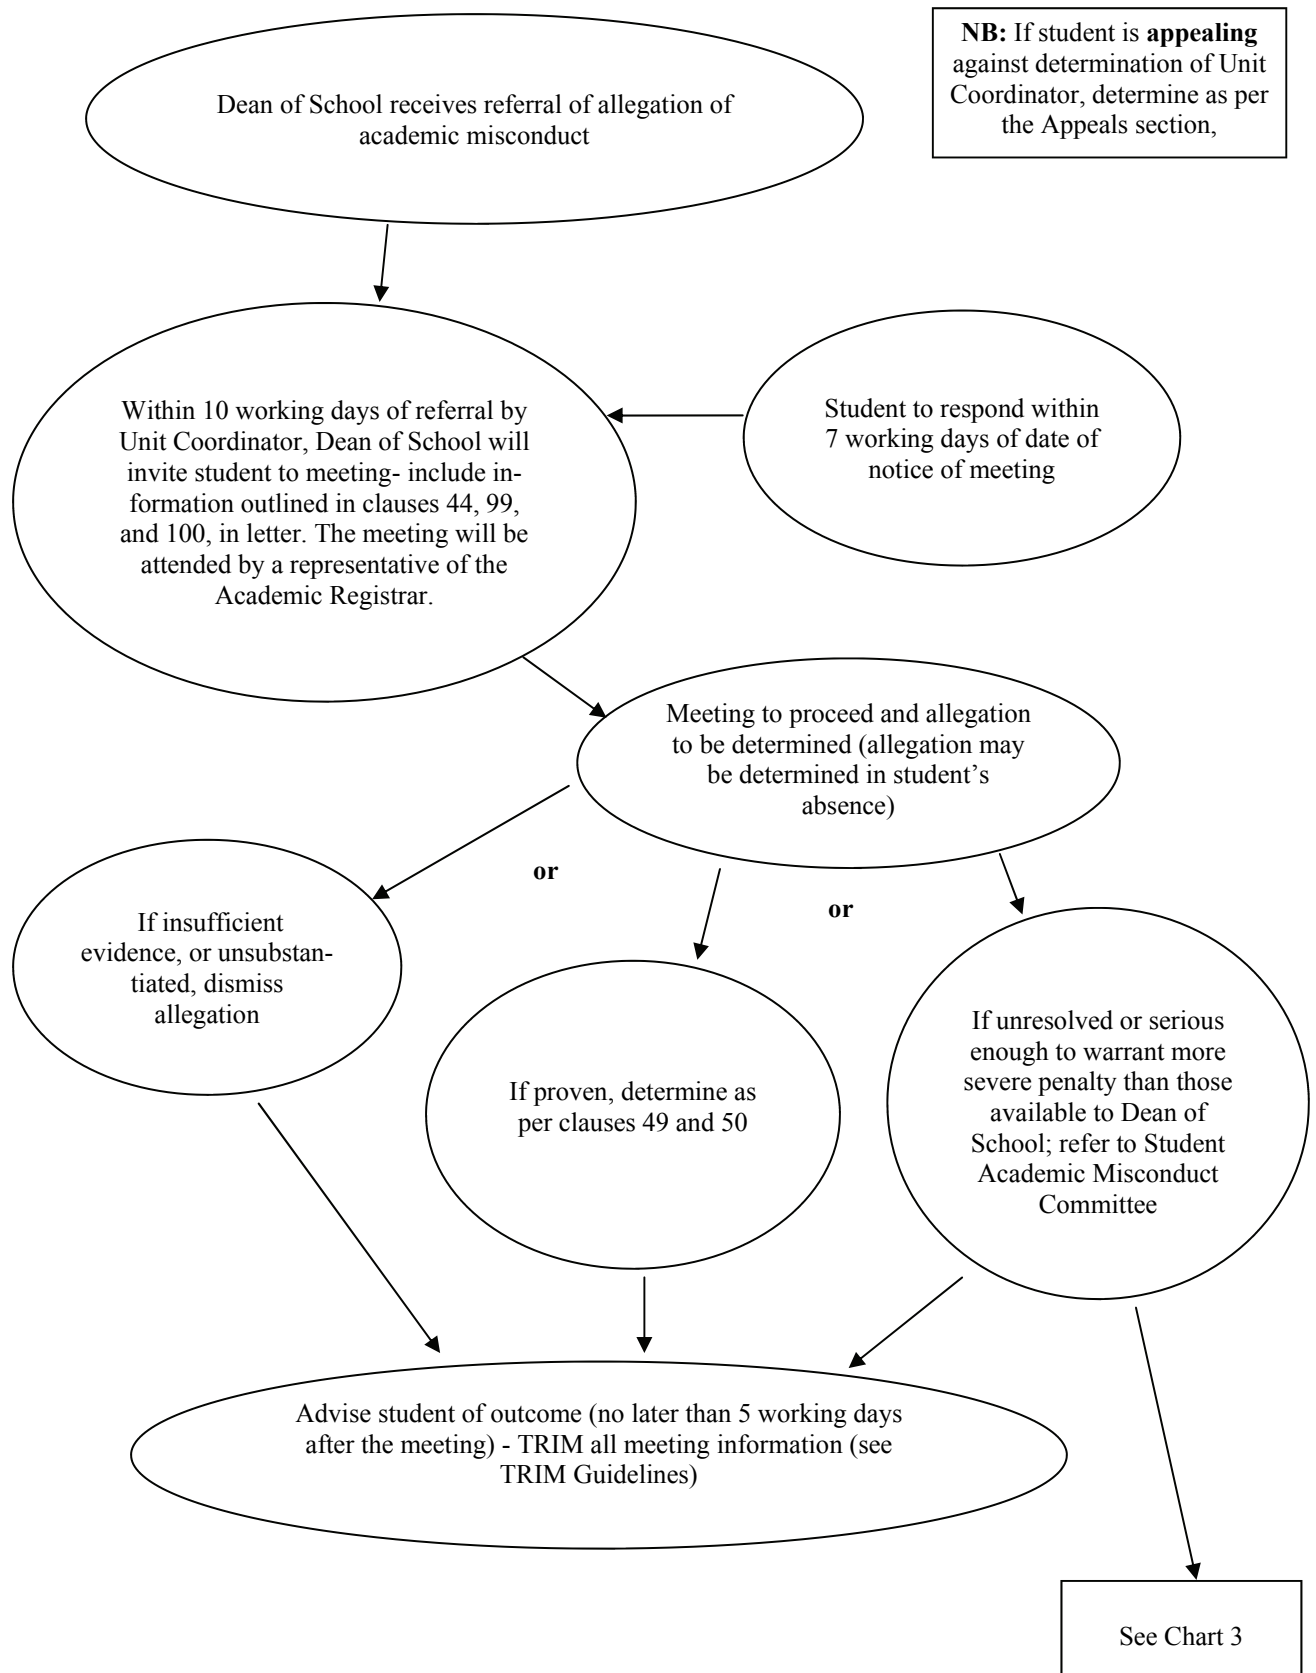 Dean of School receives referral of allegation of
academic misconduct
NB: If student is appealing
against determination of Unit
Coordinator, determine as per
the Appeals section,
Within 10 working days of referral by
Unit Coordinator, Dean of School will
invite student to meeting- include in-
formation outlined in clauses 44, 99,
and 100, in letter. The meeting will be
attended by a representative of the
Academic Registrar.
Student to respond within
7 working days of date of
notice of meeting
Meeting to proceed and allegation
to be determined (allegation may
be determined in student’s
absence)
or
or
If insufficient
evidence, or unsubstan-
tiated, dismiss
allegation
If proven, determine as
per clauses 49 and 50
If unresolved or serious
enough to warrant more
severe penalty than those
available to Dean of
School; refer to Student
Academic Misconduct
Committee
Advise student of outcome (no later than 5 working days
after the meeting) - TRIM all meeting information (see
TRIM Guidelines)
See Chart 3